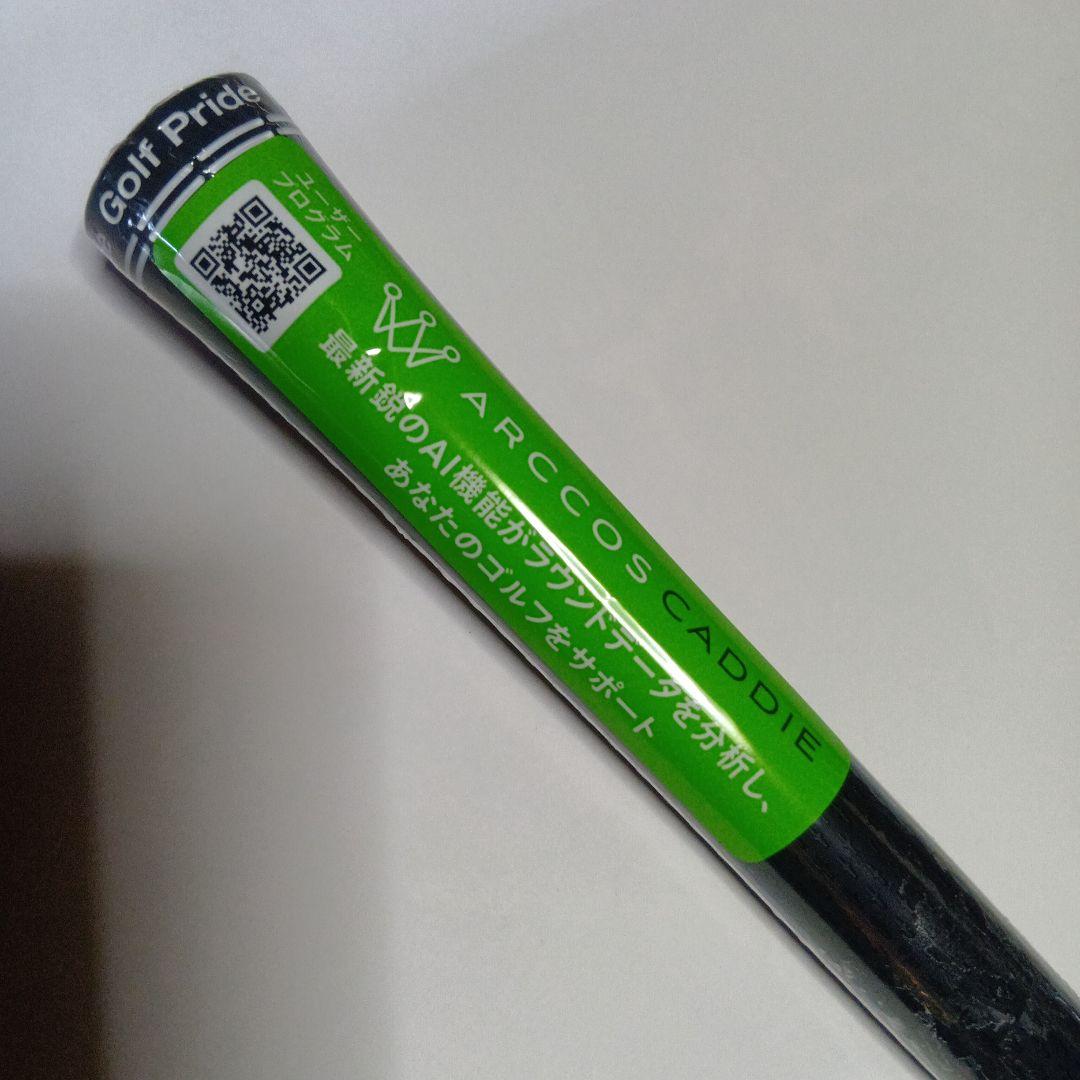 Golf Pride
ユーザー
プログラム
ARCCOS CADDIE
最新鋭のAI機能がラウンドデータを分析し、
あなたのゴルフをサポート